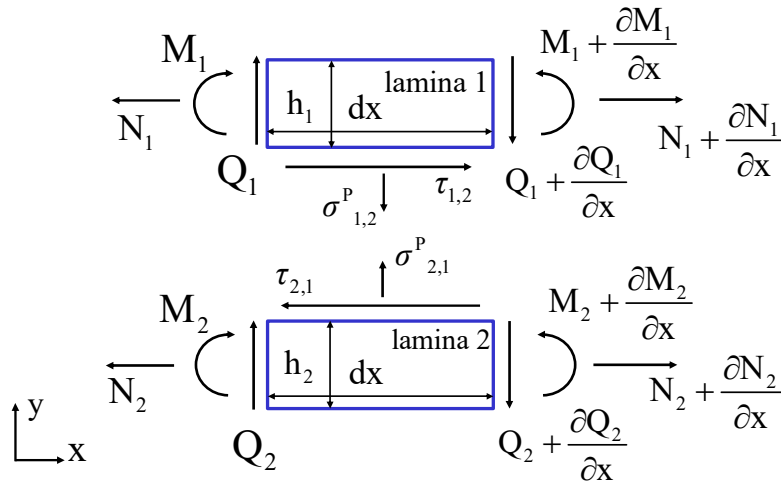 M₁
N₁
Q₁
h₁
dx
lamina 1
M₁ + ∂M₁/∂x
N₁ + ∂N₁/∂x
Q₁ + ∂Q₁/∂x
τ₁,₂
σᴾ₁,₂
σᴾ₂,₁
τ₂,₁
M₂
N₂
Q₂
h₂
dx
lamina 2
M₂ + ∂M₂/∂x
N₂ + ∂N₂/∂x
Q₂ + ∂Q₂/∂x
y
x